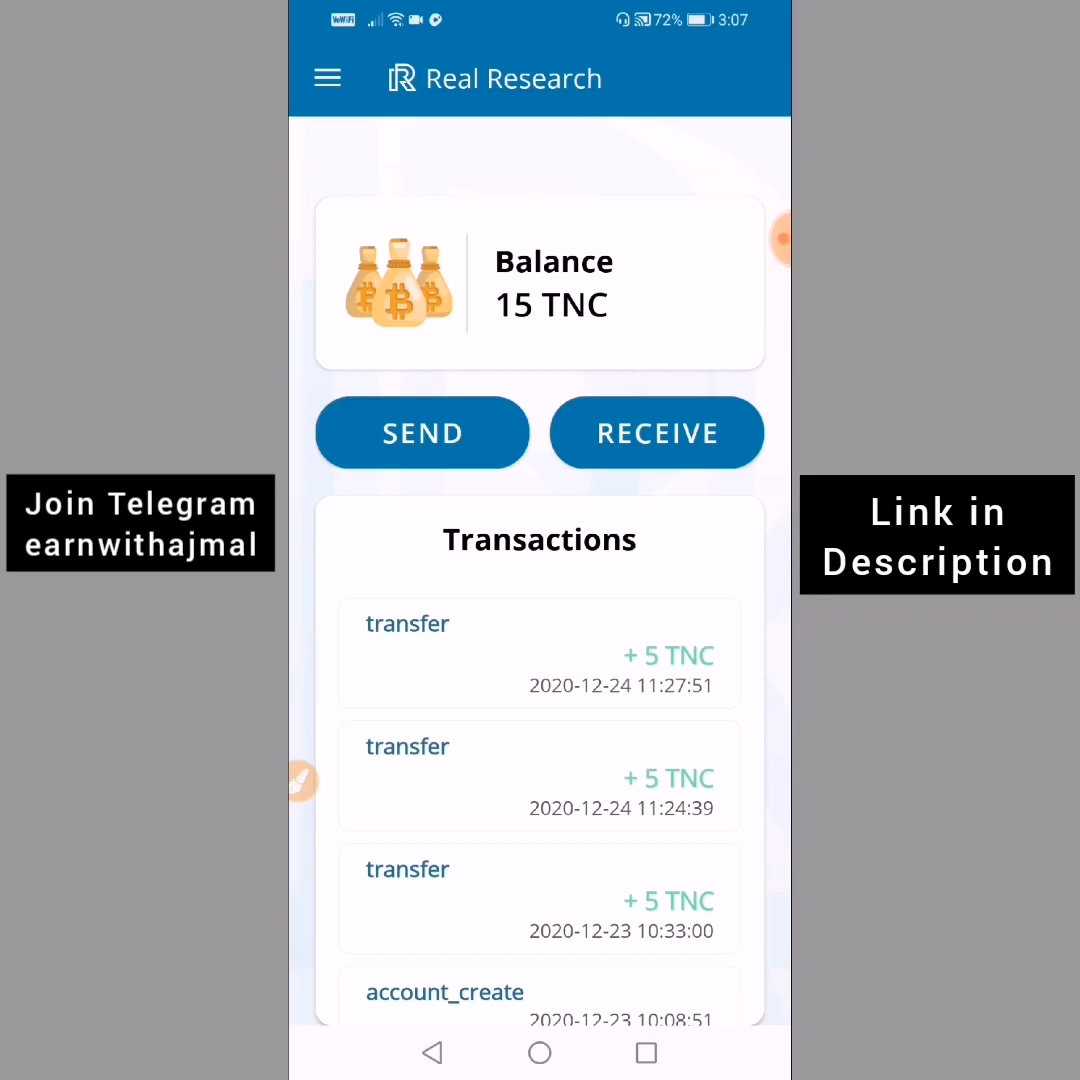 VoWiFi
72%
3:07
Real Research
Balance
15 TNC
SEND
RECEIVE
Join Telegram
earnwithajmal
Link in
Description
Transactions
transfer
+ 5 TNC
2020-12-24 11:27:51
transfer
+ 5 TNC
2020-12-24 11:24:39
transfer
+ 5 TNC
2020-12-23 10:33:00
account_create
2020-12-23 10:08:51